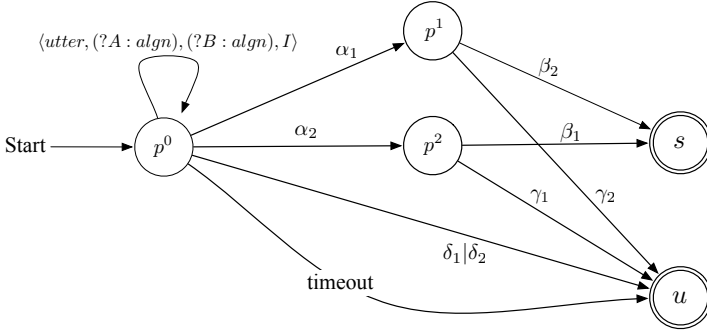 p¹
⟨utter, (?A : algn), (?B : algn), I⟩
α₁
β₂
α₂
β₁
Start
p⁰
p²
s
γ₁
γ₂
δ₁|δ₂
timeout
u